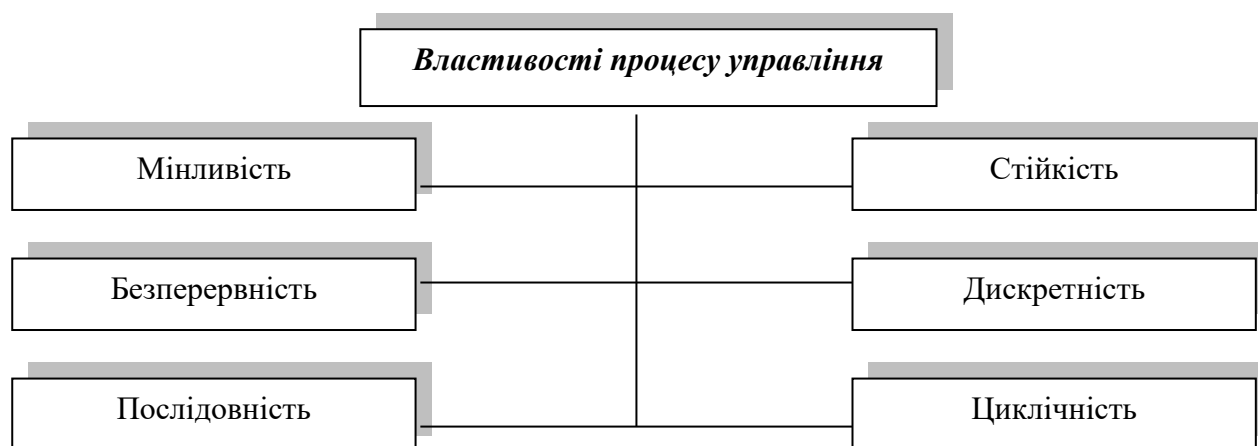 Властивості процесу управління
Мінливість
Стійкість
Безперервність
Дискретність
Послідовність
Циклічність